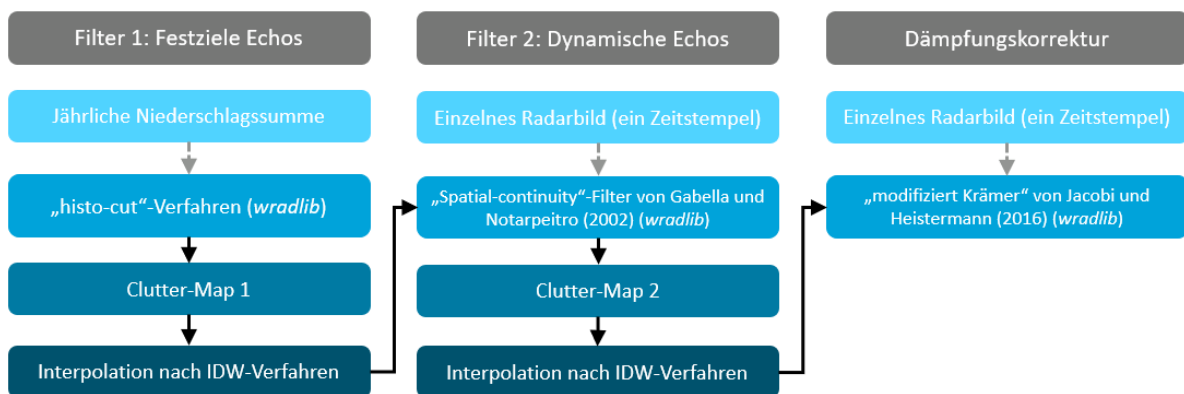 Filter 1: Festziele Echos
Jährliche Niederschlagssumme
„histo-cut“-Verfahren (wradlib)
Clutter-Map 1
Interpolation nach IDW-Verfahren
Filter 2: Dynamische Echos
Einzelnes Radarbild (ein Zeitstempel)
„Spatial-continuity“-Filter von Gabella und
Notarpeitro (2002) (wradlib)
Clutter-Map 2
Interpolation nach IDW-Verfahren
Dämpfungskorrektur
Einzelnes Radarbild (ein Zeitstempel)
„modifiziert Krämer“ von Jacobi und
Heistermann (2016) (wradlib)